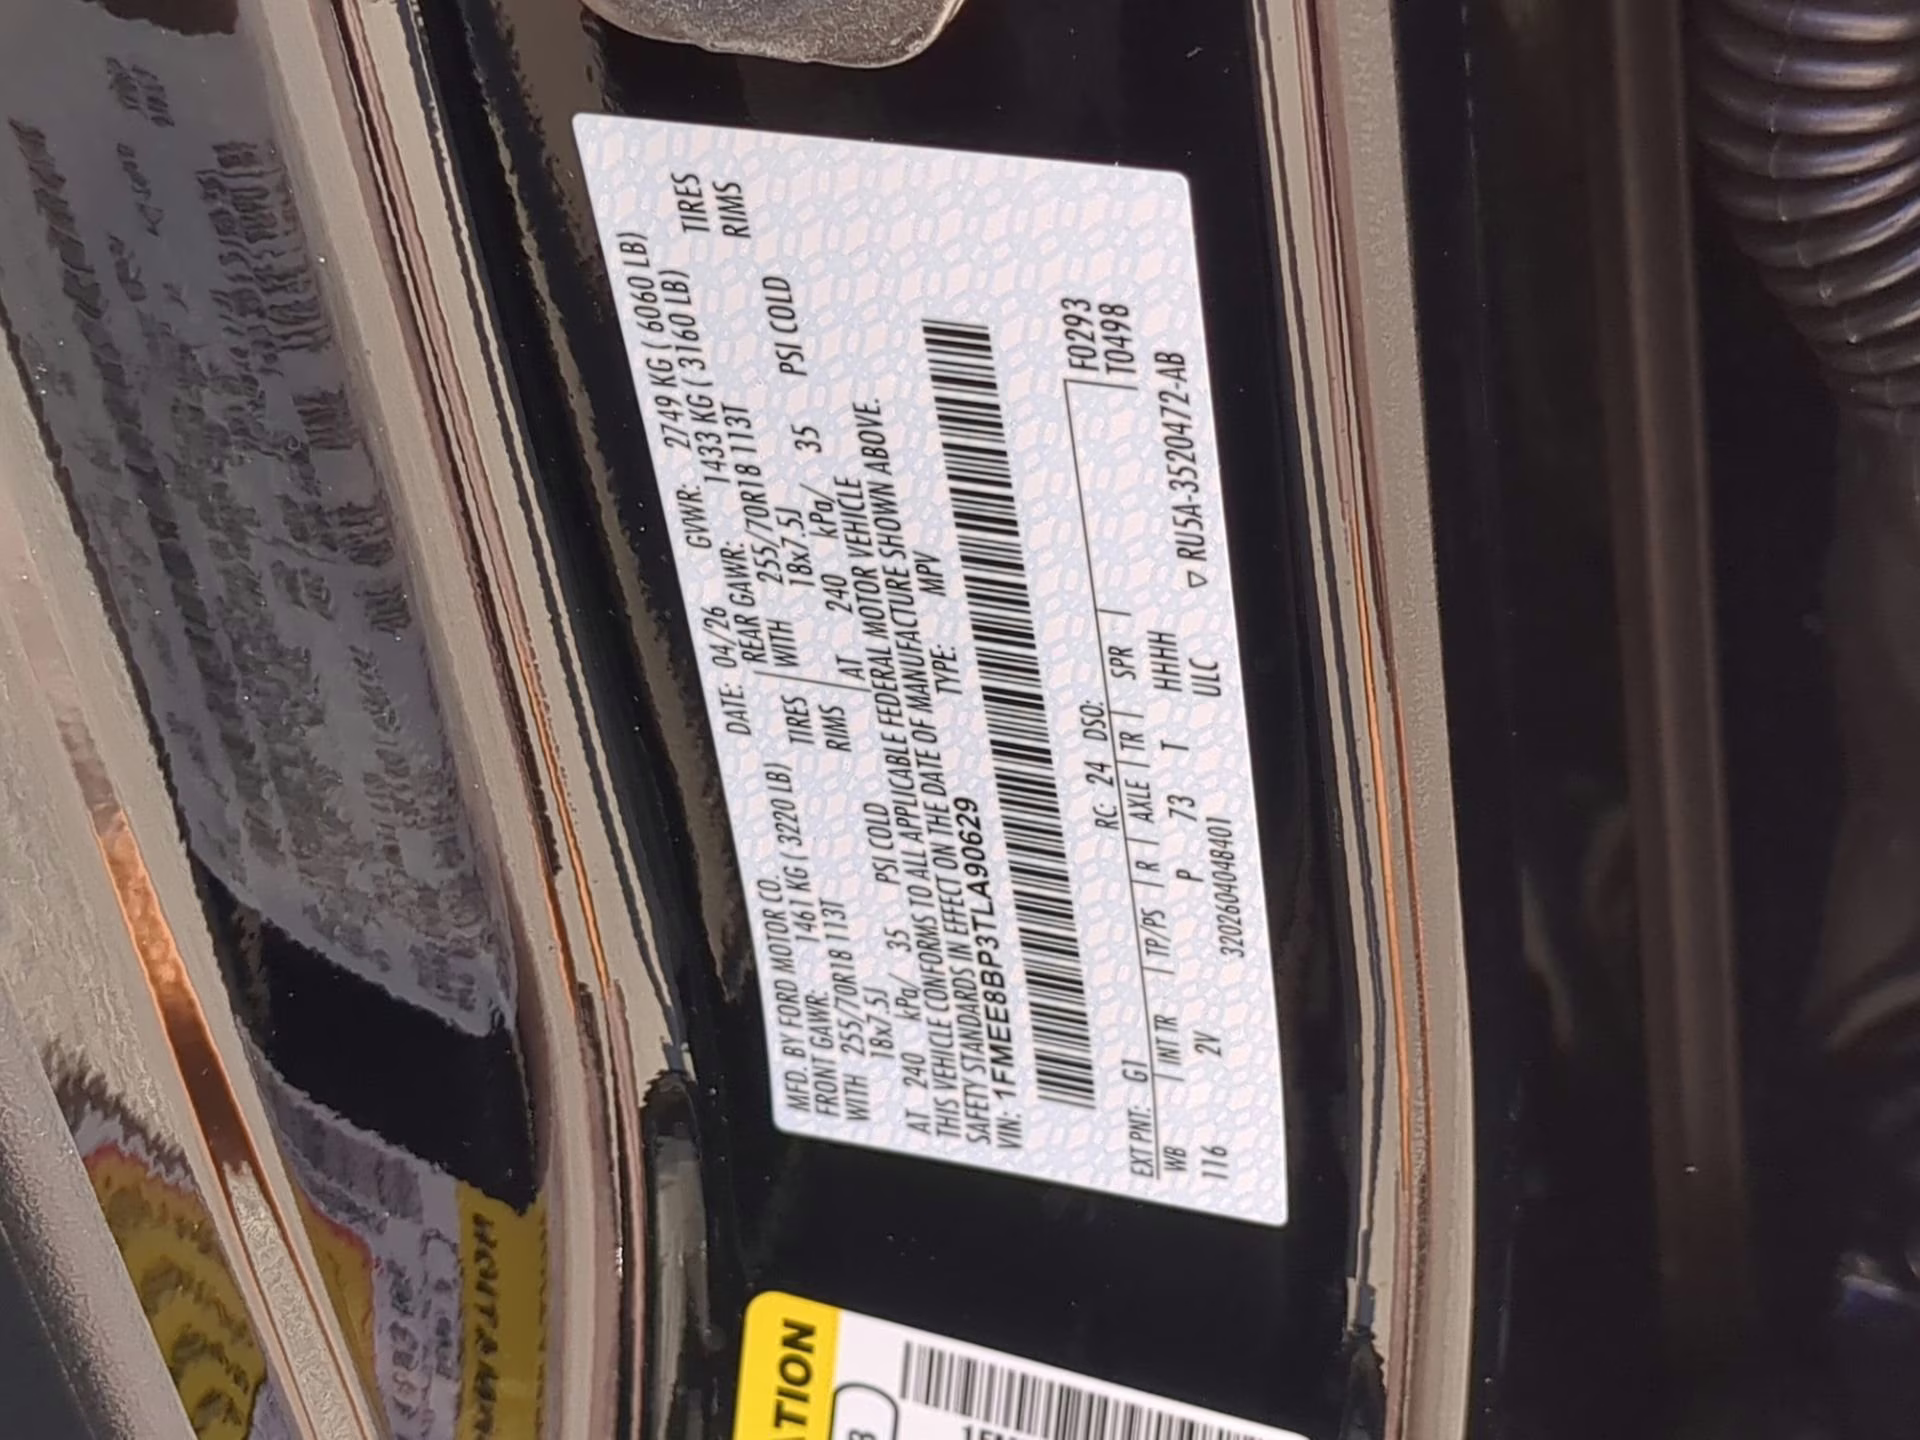 MFD. BY FORD MOTOR CO. DATE: 04/26 GVWR: 2749 KG ( 6060 LB)
FRONT GAWR: 1461 KG ( 3220 LB) REAR GAWR: 1433 KG ( 3160 LB)
WITH 255/70R18 113T TIRES WITH 255/70R18 113T TIRES
18x7.5J RIMS 18x7.5J RIMS
AT 240 kPa/ 35 PSI COLD AT 240 kPa/ 35 PSI COLD
THIS VEHICLE CONFORMS TO ALL APPLICABLE FEDERAL MOTOR VEHICLE
SAFETY STANDARDS IN EFFECT ON THE DATE OF MANUFACTURE SHOWN ABOVE.
VIN: 1FMEE8BP3TLA90629 TYPE: MPV
F0293
EXT PNT: G1 RC: 24 DSO: T0498
WB INT TR TP/PS R AXLE TR SPR
116 2V P 73 T HHHH ▽ RU5A-3520472-AB
3202604048401 ULC